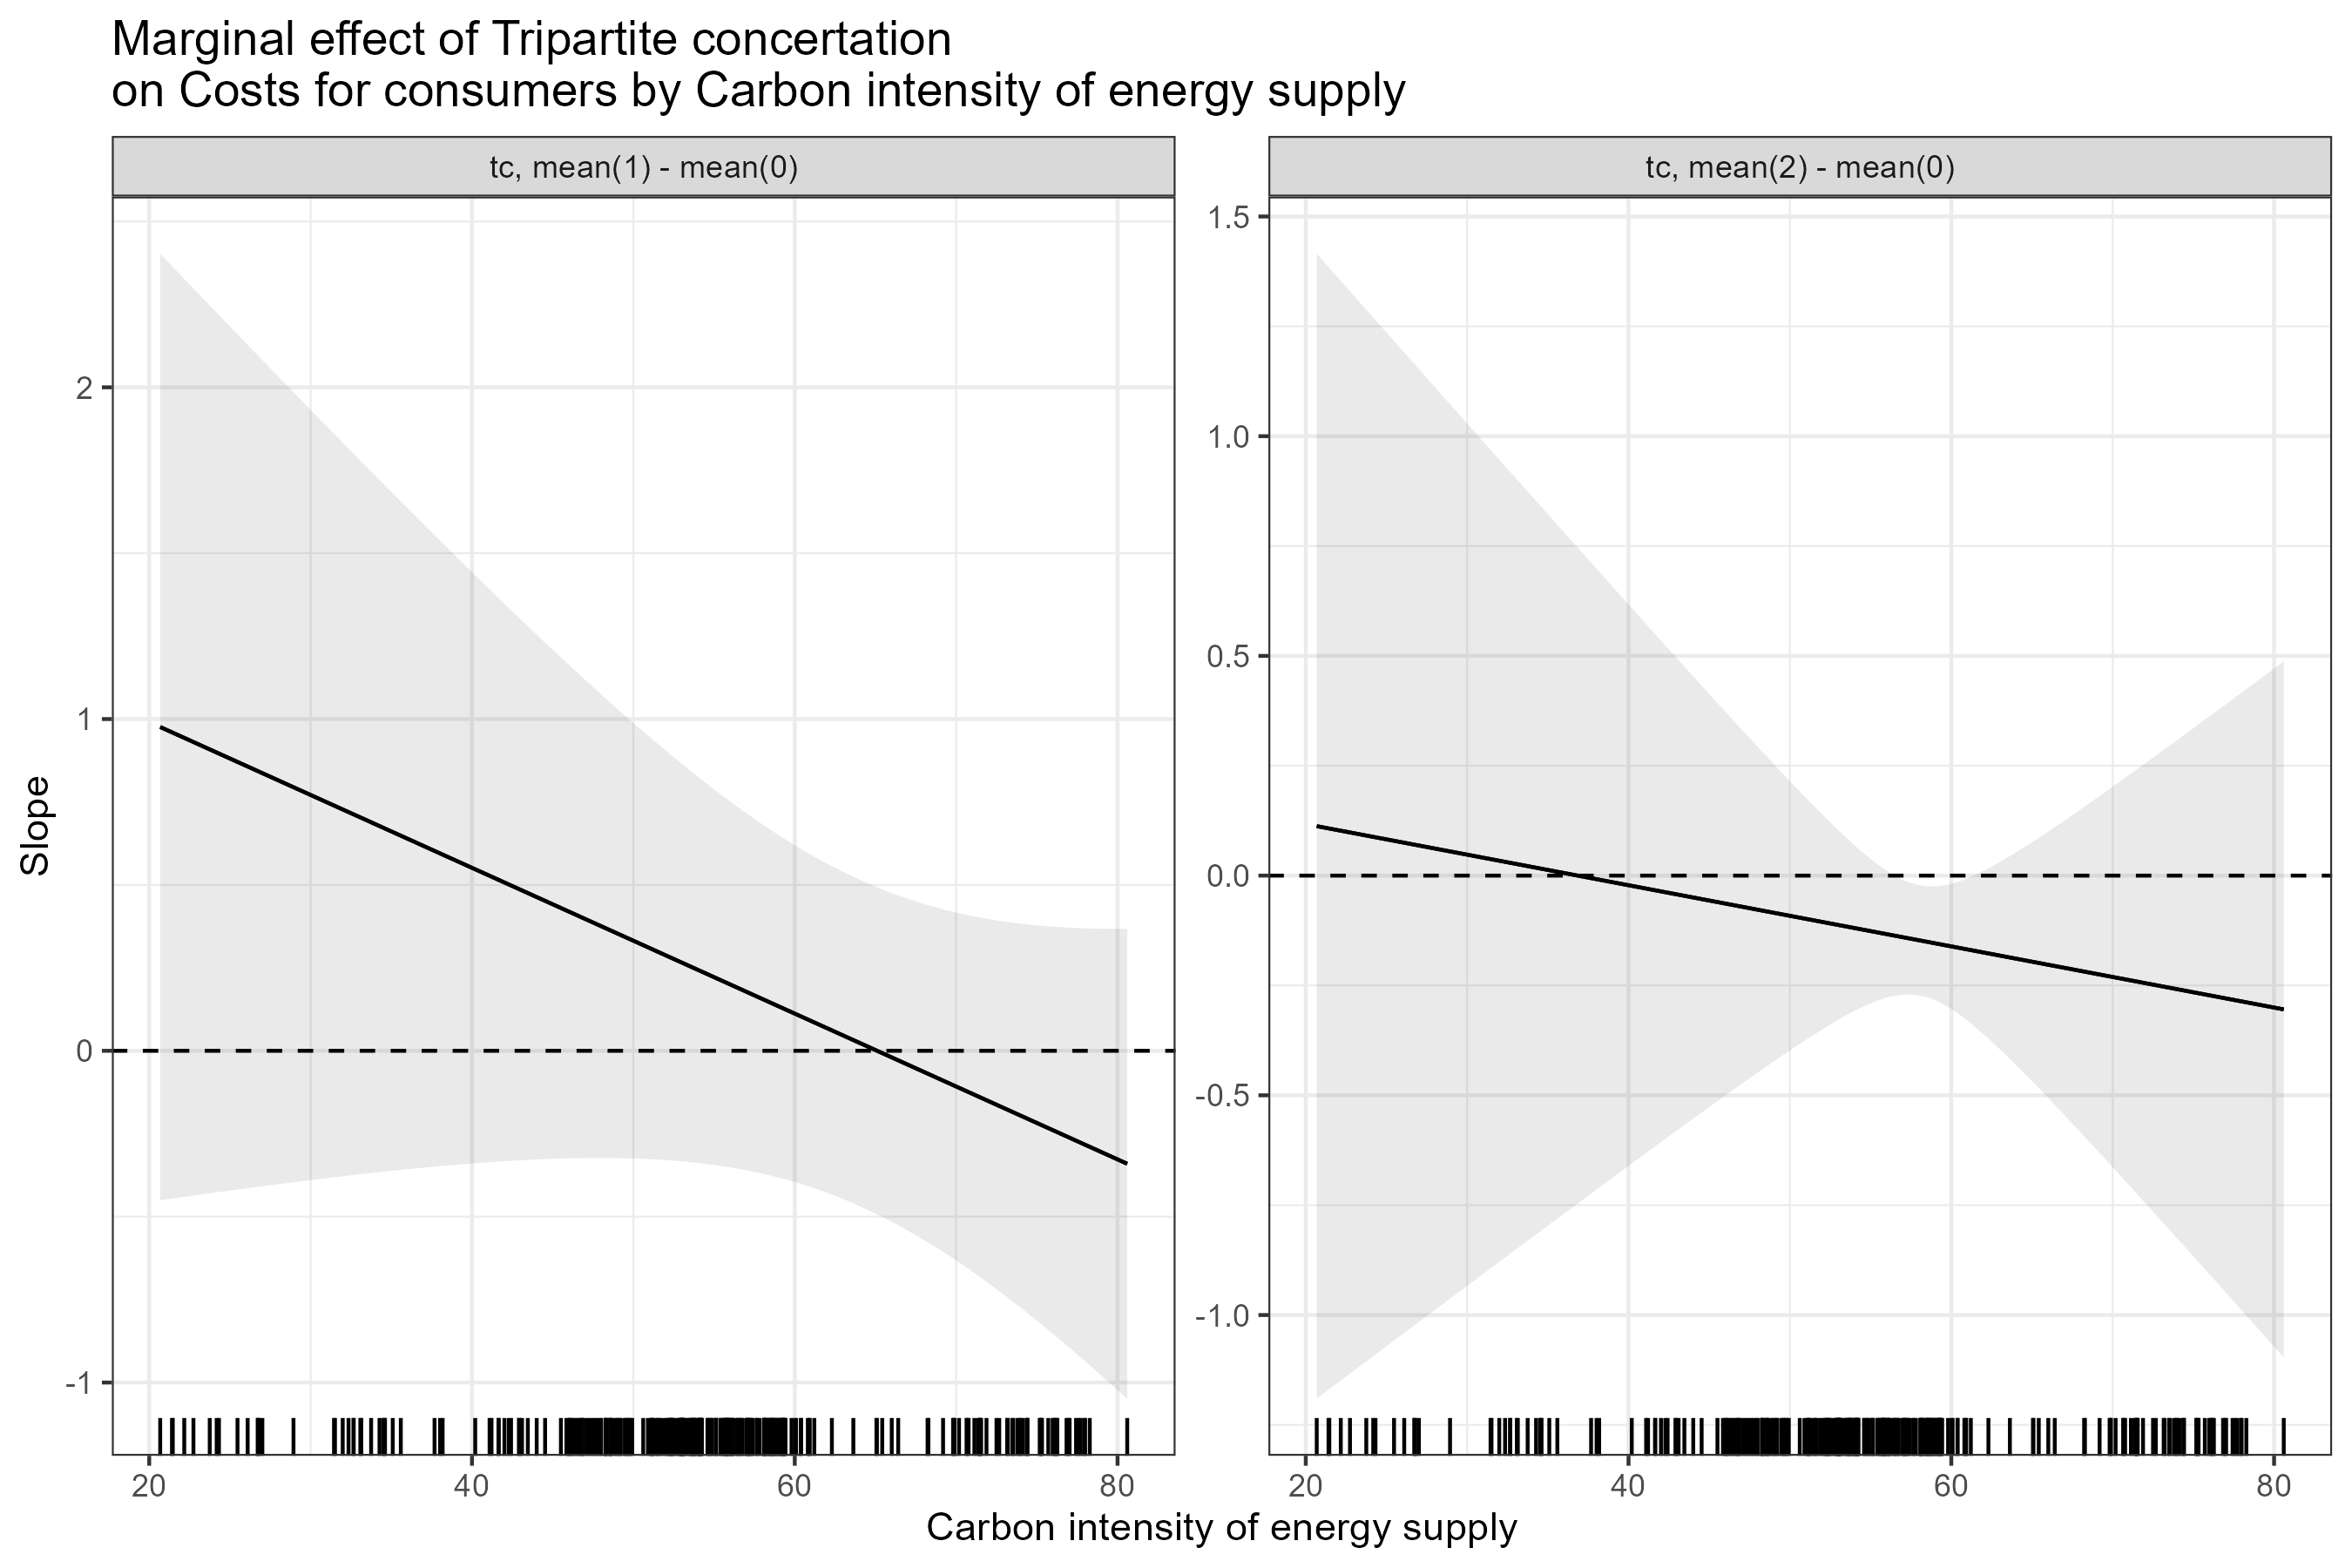 Marginal effect of Tripartite concertation
on Costs for consumers by Carbon intensity of energy supply
tc, mean(1) - mean(0)
tc, mean(2) - mean(0)
Slope
2
1
0
-1
1.5
1.0
0.5
0.0
-0.5
-1.0
20 40 60 80
20 40 60 80
Carbon intensity of energy supply